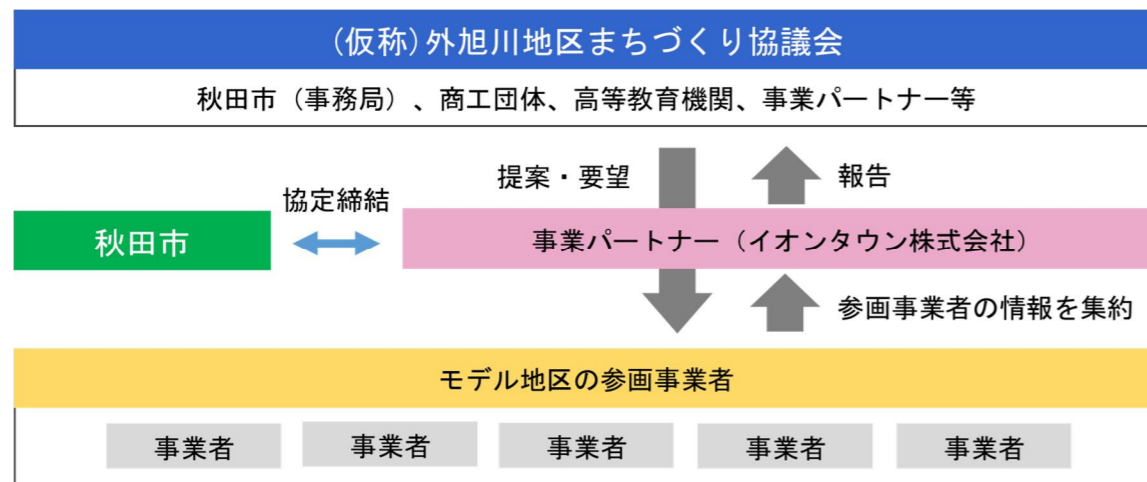 (仮称)外旭川地区まちづくり協議会
秋田市（事務局）、商工団体、高等教育機関、事業パートナー等
提案・要望
報告
協定締結
秋田市
事業パートナー（イオンタウン株式会社）
参画事業者の情報を集約
モデル地区の参画事業者
事業者
事業者
事業者
事業者
事業者